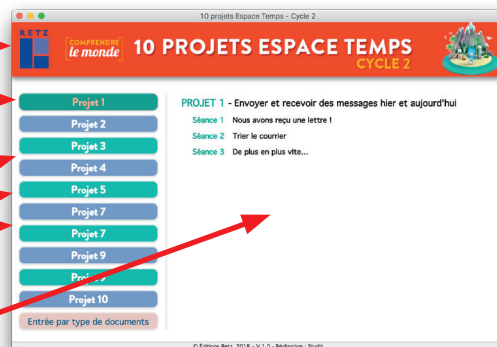 10 projets Espace Temps - Cycle 2
RETZ
COMPRENDRE
le monde
10 PROJETS ESPACE TEMPS
CYCLE 2
Projet 1
Projet 2
Projet 3
Projet 4
Projet 5
Projet 7
Projet 7
Projet 9
Projet 10
Entrée par type de documents
PROJET 1 - Envoyer et recevoir des messages hier et aujourd'hui
Séance 1 Nous avons reçu une lettre !
Séance 2 Trier le courrier
Séance 3 De plus en plus vite...
© Éditions Retz, 2018 - V 1.0 - Réalisation : Studit